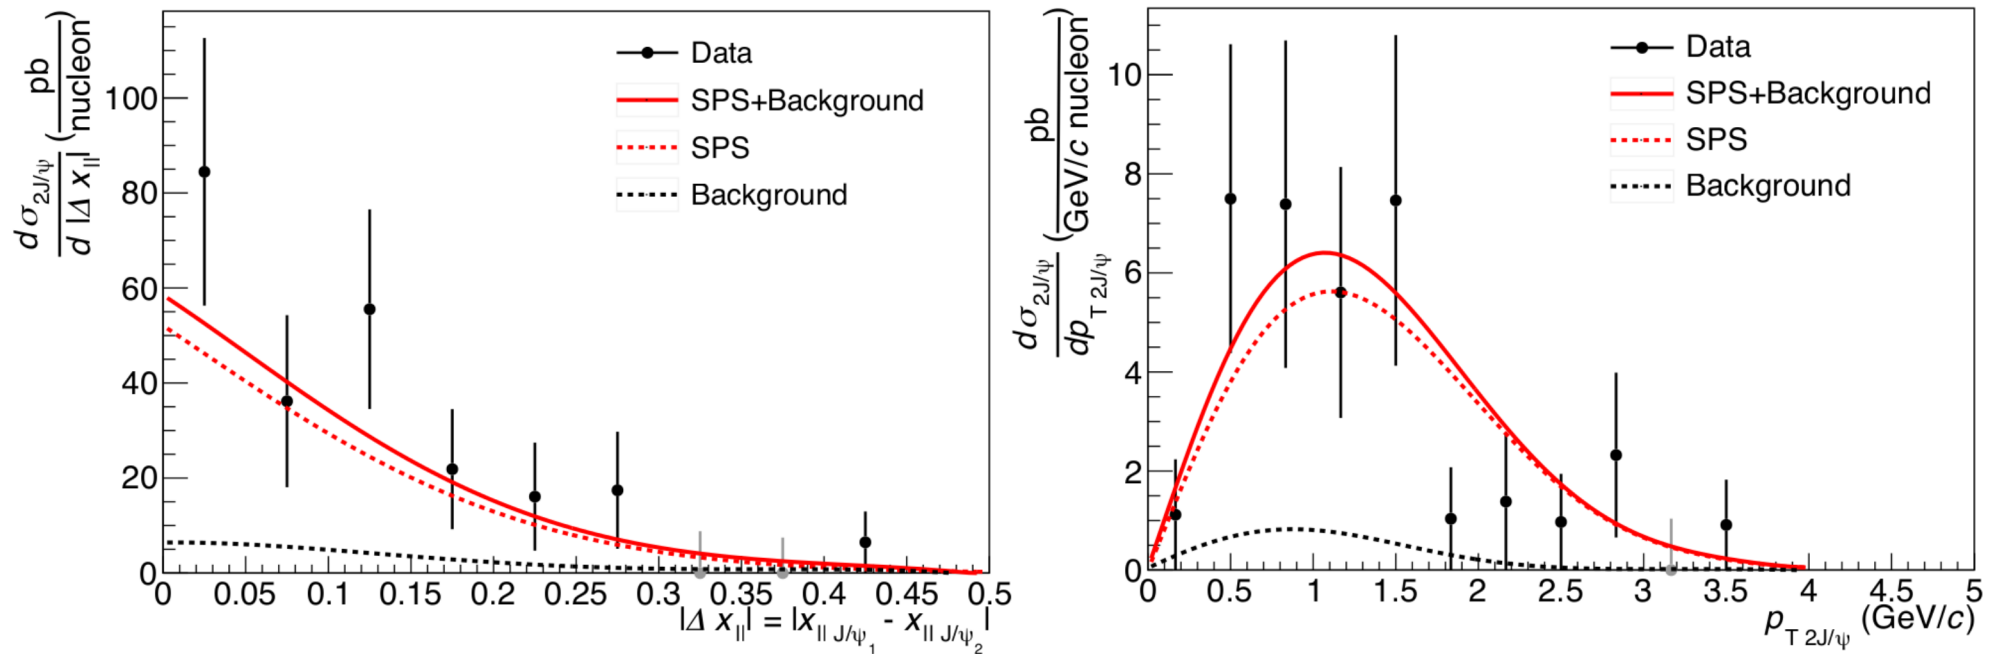 dσ2J/ψ / d |Δ x||| ( pb / nucleon )
100
80
60
40
20
0
Data
SPS+Background
SPS
Background
0 0.05 0.1 0.15 0.2 0.25 0.3 0.35 0.4 0.45 0.5
|Δ x||| = |x|| J/ψ1 - x|| J/ψ2|
dσ2J/ψ / dpT 2J/ψ ( pb / GeV/c nucleon )
10
8
6
4
2
0
Data
SPS+Background
SPS
Background
0 0.5 1 1.5 2 2.5 3 3.5 4 4.5 5
pT 2J/ψ (GeV/c)